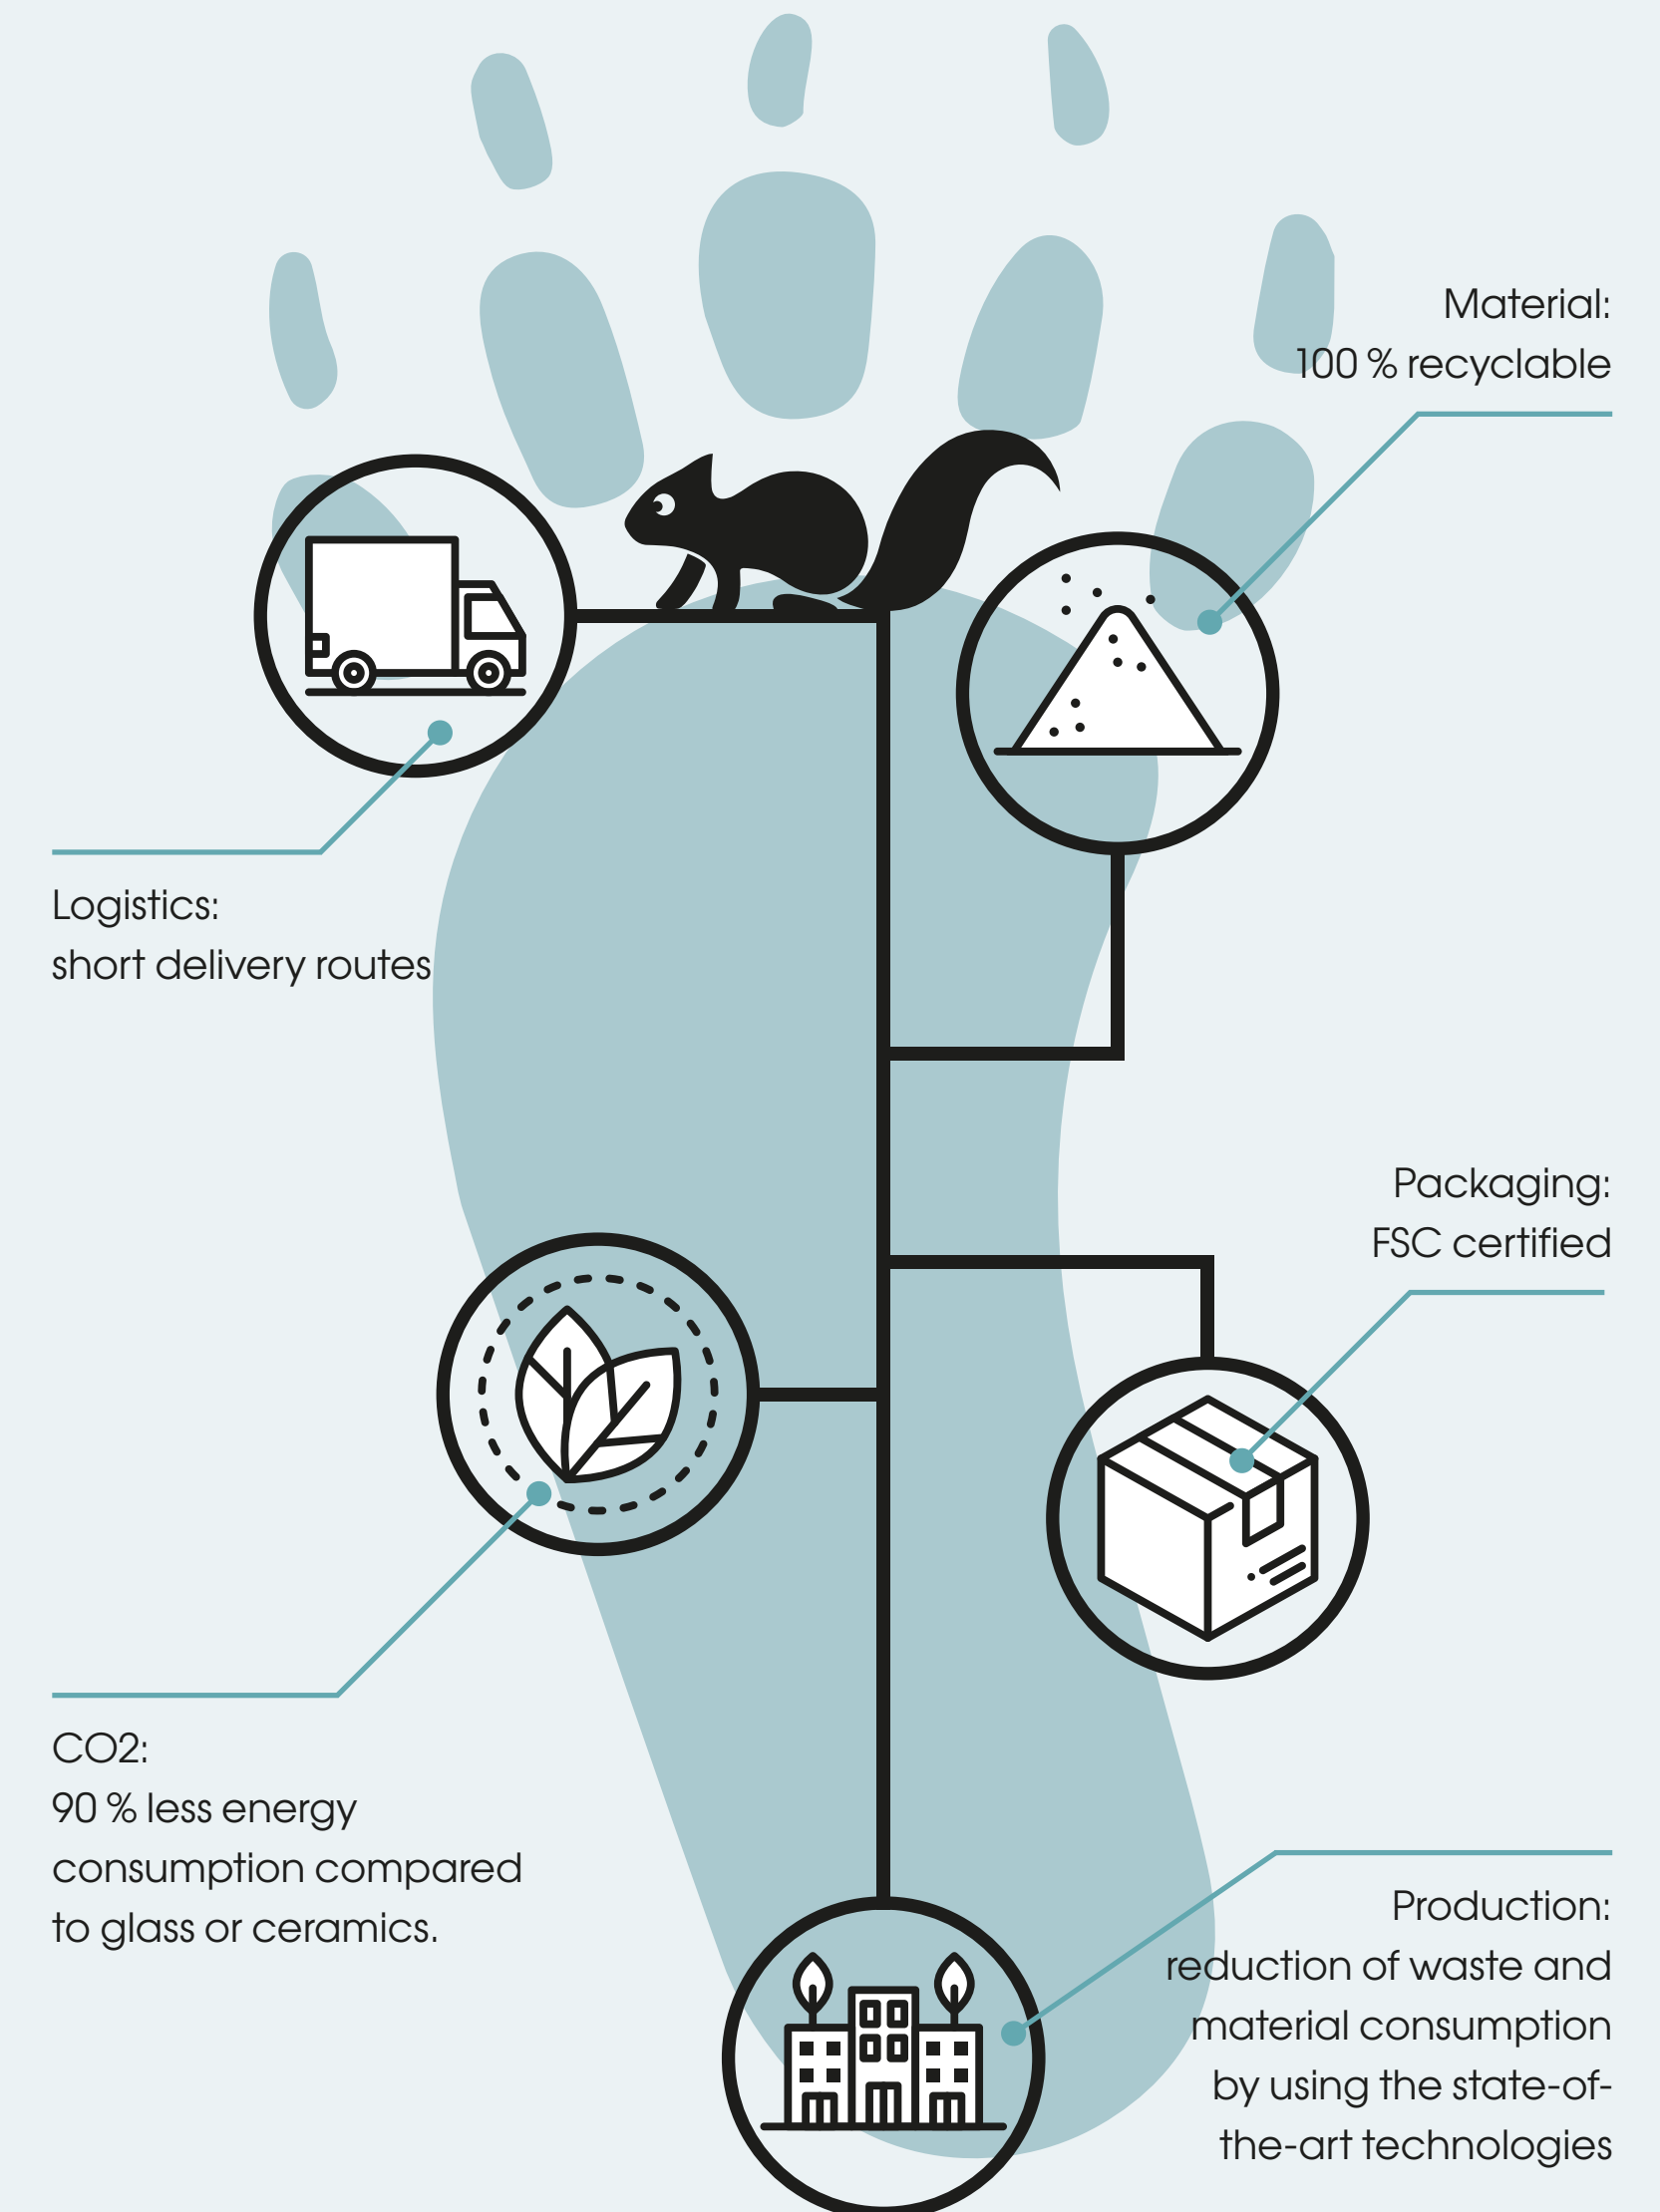 Material:
100 % recyclable
Logistics:
short delivery routes
Packaging:
FSC certified
CO2:
90 % less energy
consumption compared
to glass or ceramics.
Production:
reduction of waste and
material consumption
by using the state-of-
the-art technologies